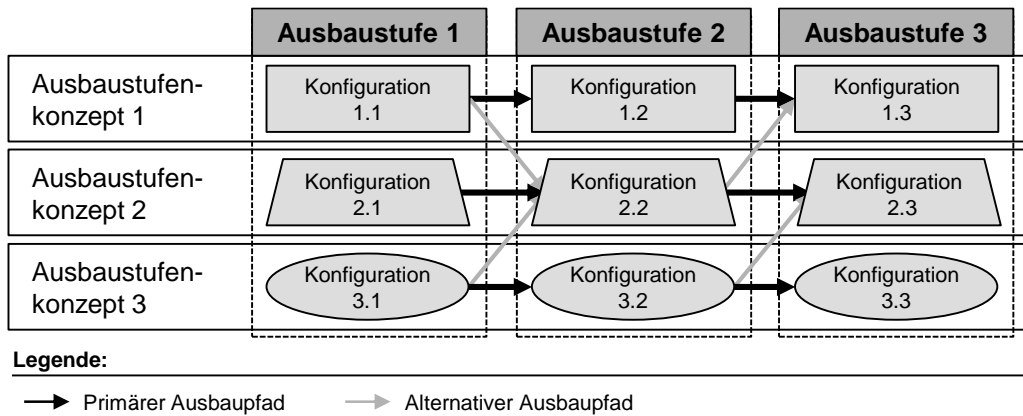 Ausbaustufe 1
Ausbaustufe 2
Ausbaustufe 3
Ausbaustufen-
konzept 1
Konfiguration
1.1
Konfiguration
1.2
Konfiguration
1.3
Ausbaustufen-
konzept 2
Konfiguration
2.1
Konfiguration
2.2
Konfiguration
2.3
Ausbaustufen-
konzept 3
Konfiguration
3.1
Konfiguration
3.2
Konfiguration
3.3
Legende:
Primärer Ausbaupfad
Alternativer Ausbaupfad